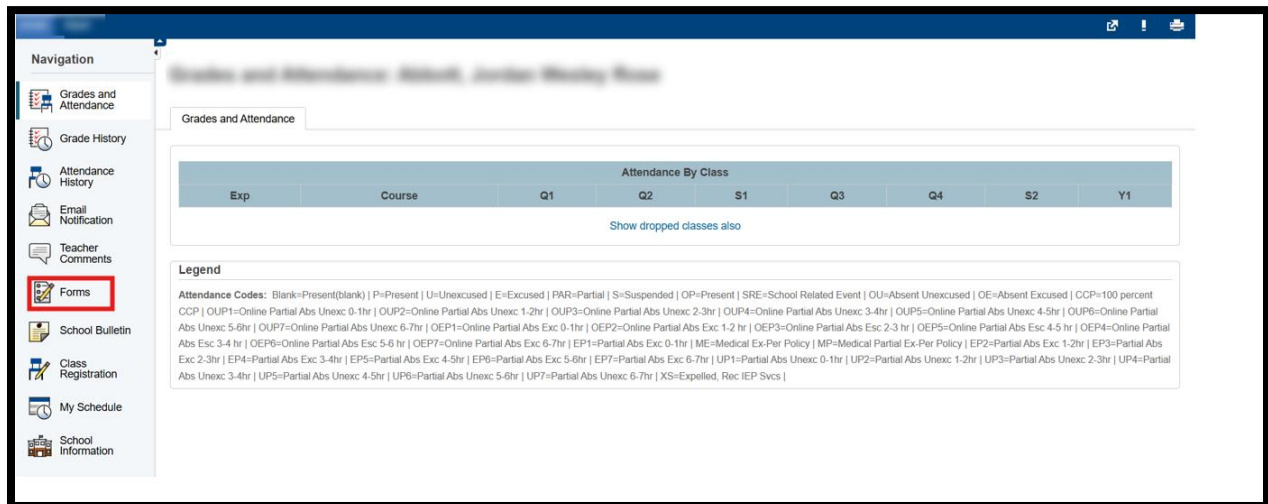 Navigation
Grades and
Attendance
Grade History
Attendance
History
Email
Notification
Teacher
Comments
Forms
School Bulletin
Class
Registration
My Schedule
School
Information
Grades and Attendance
Attendance By Class
Exp Course Q1 Q2 S1 Q3 Q4 S2 Y1
Show dropped classes also
Legend
Attendance Codes: Blank=Present(blank) | P=Present | U=Unexcused | E=Excused | PAR=Partial | S=Suspended | OP=Present | SRE=School Related Event | OU=Absent Unexcused | OE=Absent Excused | CCP=100 percent
CCP | OUP1=Online Partial Abs Unexc 0-1hr | OUP2=Online Partial Abs Unexc 1-2hr | OUP3=Online Partial Abs Unexc 2-3hr | OUP4=Online Partial Abs Unexc 3-4hr | OUP5=Online Partial Abs Unexc 4-5hr | OUP6=Online Partial
Abs Unexc 5-6hr | OUP7=Online Partial Abs Unexc 6-7hr | OEP1=Online Partial Abs Exc 0-1hr | OEP2=Online Partial Abs Exc 1-2 hr | OEP3=Online Partial Abs Esc 2-3 hr | OEP5=Online Partial Abs Esc 4-5 hr | OEP4=Online Partial
Abs Esc 3-4 hr | OEP6=Online Partial Abs Esc 5-6 hr | OEP7=Online Partial Abs Exc 6-7hr | EP1=Partial Abs Exc 0-1hr | ME=Medical Ex-Per Policy | MP=Medical Partial Ex-Per Policy | EP2=Partial Abs Exc 1-2hr | EP3=Partial Abs
Exc 2-3hr | EP4=Partial Abs Exc 3-4hr | EP5=Partial Abs Exc 4-5hr | EP6=Partial Abs Exc 5-6hr | EP7=Partial Abs Exc 6-7hr | UP1=Partial Abs Unexc 0-1hr | UP2=Partial Abs Unexc 1-2hr | UP3=Partial Abs Unexc 2-3hr | UP4=Partial
Abs Unexc 3-4hr | UP5=Partial Abs Unexc 4-5hr | UP6=Partial Abs Unexc 5-6hr | UP7=Partial Abs Unexc 6-7hr | XS=Expelled, Rec IEP Svcs |